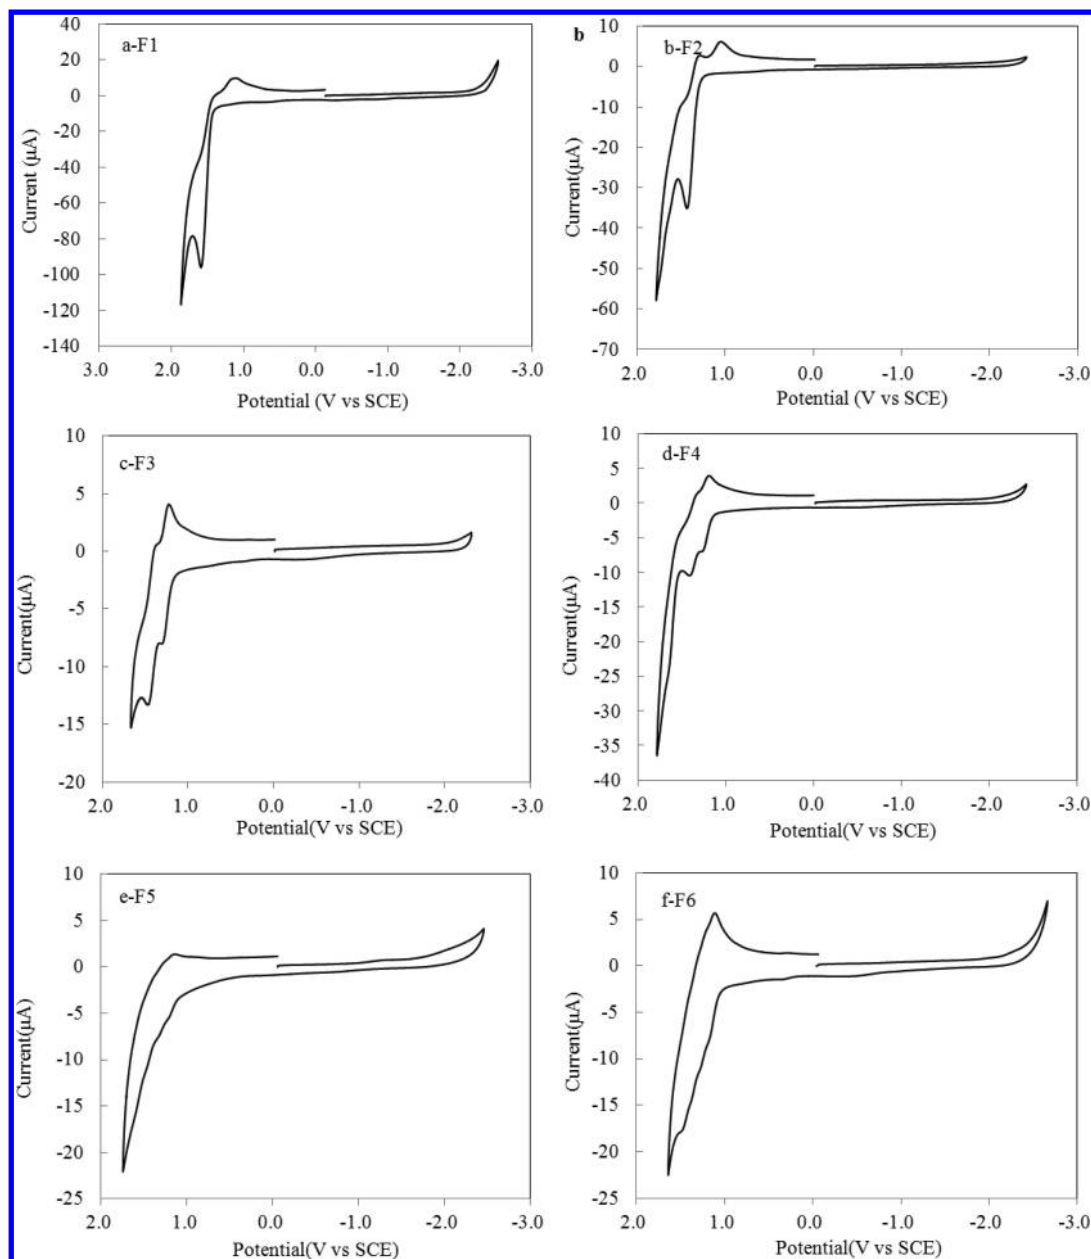 a-F1
40
20
0
-20
-40
-60
-80
-100
-120
-140
Current (μA)
3.0 2.0 1.0 0.0 -1.0 -2.0 -3.0
Potential (V vs SCE)
b
b-F2
10
0
-10
-20
-30
-40
-50
-60
-70
Current(μA)
2.0 1.0 0.0 -1.0 -2.0 -3.0
Potential (V vs SCE)
c-F3
10
5
0
-5
-10
-15
-20
Current(μA)
2.0 1.0 0.0 -1.0 -2.0 -3.0
Potential(V vs SCE)
d-F4
10
5
0
-5
-10
-15
-20
-25
-30
-35
-40
Current(μA)
2.0 1.0 0.0 -1.0 -2.0 -3.0
Potential(V vs SCE)
e-F5
10
5
0
-5
-10
-15
-20
-25
Current(μA)
2.0 1.0 0.0 -1.0 -2.0 -3.0
Potential(V vs SCE)
f-F6
10
5
0
-5
-10
-15
-20
-25
Current(μA)
2.0 1.0 0.0 -1.0 -2.0 -3.0
Potential(V vs SCE)